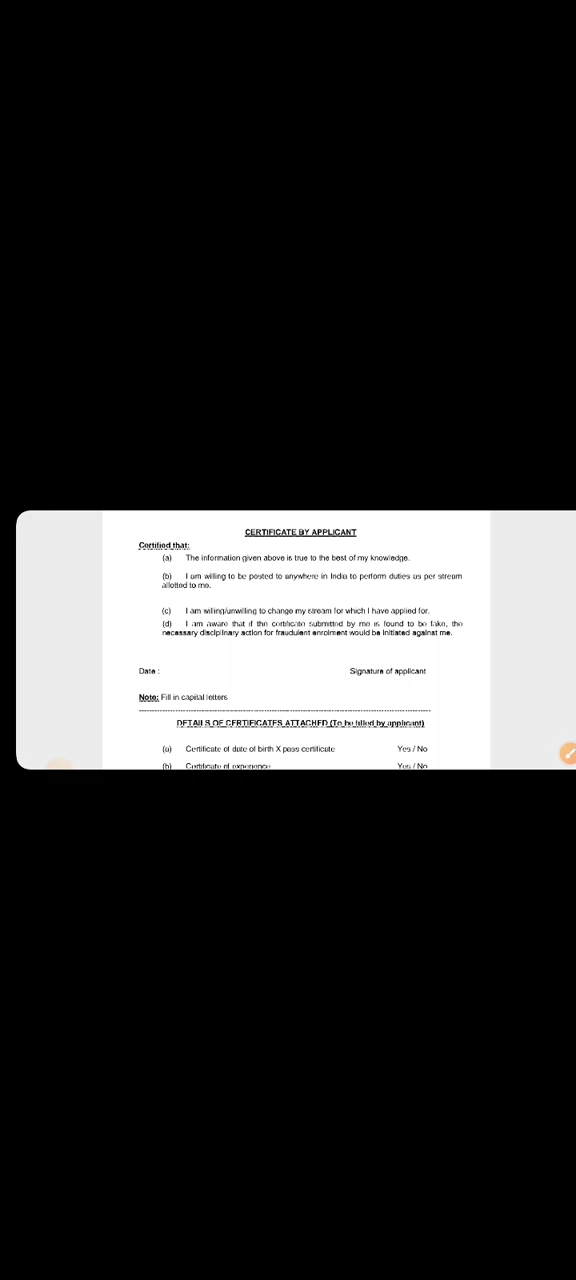 CERTIFICATE BY APPLICANT
Certified that:
(a) The information given above is true to the best of my knowledge.
(b) I am willing to be posted to anywhere in India to perform duties as per stream
allotted to me.
(c) I am willing/unwilling to change my stream for which I have applied for.
(d) I am aware that if the certificate submitted by me is found to be fake, the
necessary disciplinary action for fraudulent enrolment would be initiated against me.
Date : Signature of applicant
Note: Fill in capital letters
--------------------------------------------------------------------------------
DETAILS OF CERTIFICATES ATTACHED (To be filled by applicant)
(a) Certificate of date of birth X pass certificate Yes / No
(b) Certificate of experience Yes / No